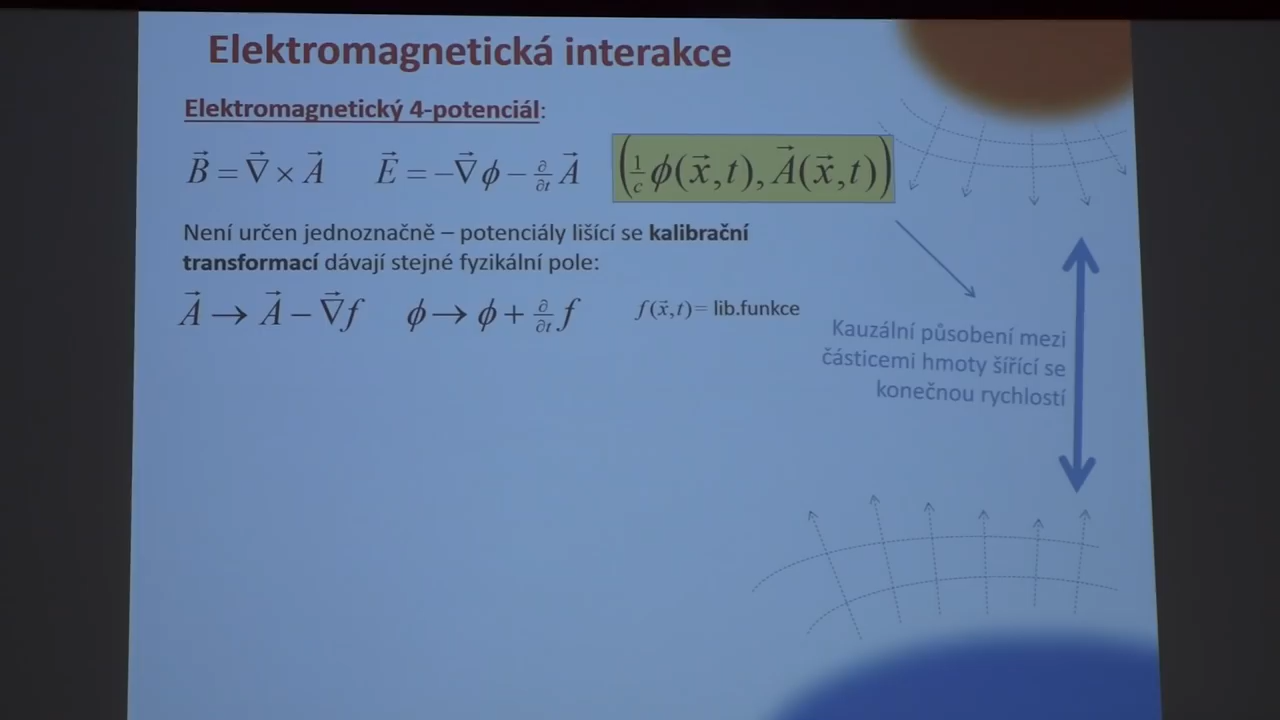 Elektromagnetická interakce
Elektromagnetický 4-potenciál:
B⃗ = ∇⃗ × A⃗   E⃗ = −∇⃗ϕ − ∂/∂t A⃗   (1/c ϕ(x⃗,t), A⃗(x⃗,t))
Není určen jednoznačně – potenciály lišící se kalibrační
transformací dávají stejné fyzikální pole:
A⃗ → A⃗ − ∇⃗f   ϕ → ϕ + ∂/∂t f   f(x⃗,t) = lib.funkce
Kauzální působení mezi
částicemi hmoty šířící se
konečnou rychlostí